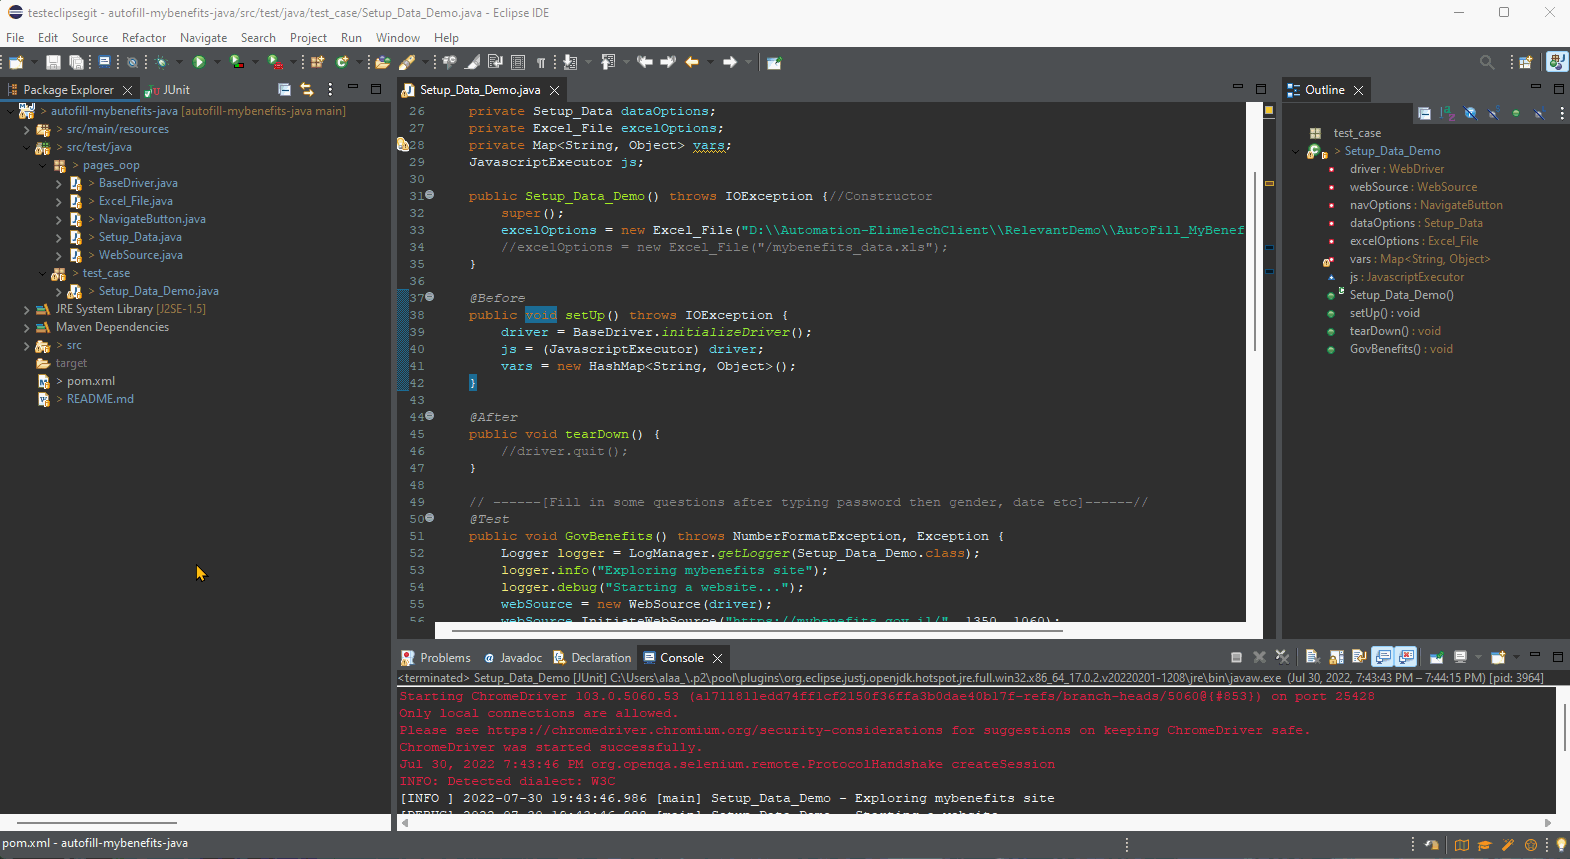 testeclipsegit - autofill-mybenefits-java/src/test/java/test_case/Setup_Data_Demo.java - Eclipse IDE
File Edit Source Refactor Navigate Search Project Run Window Help
Package Explorer
JUnit
> autofill-mybenefits-java [autofill-mybenefits-java main]
> src/main/resources
> src/test/java
> pages_oop
> BaseDriver.java
> Excel_File.java
> NavigateButton.java
> Setup_Data.java
> WebSource.java
> test_case
> Setup_Data_Demo.java
JRE System Library [J2SE-1.5]
Maven Dependencies
> src
target
> pom.xml
> README.md
Setup_Data_Demo.java
26 private Setup_Data dataOptions;
27 private Excel_File excelOptions;
28 private Map<String, Object> vars;
29 JavascriptExecutor js;
30
31 public Setup_Data_Demo() throws IOException {//Constructor
32 super();
33 excelOptions = new Excel_File("D:\\Automation-ElimelechClient\\RelevantDemo\\AutoFill_MyBenef
34 //excelOptions = new Excel_File("/mybenefits_data.xls");
35 }
36
37 @Before
38 public void setUp() throws IOException {
39 driver = BaseDriver.initializeDriver();
40 js = (JavascriptExecutor) driver;
41 vars = new HashMap<String, Object>();
42 }
43
44 @After
45 public void tearDown() {
46 //driver.quit();
47 }
48
49 // ------[Fill in some questions after typing password then gender, date etc]------//
50 @Test
51 public void GovBenefits() throws NumberFormatException, Exception {
52 Logger logger = LogManager.getLogger(Setup_Data_Demo.class);
53 logger.info("Exploring mybenefits site");
54 logger.debug("Starting a website...");
55 webSource = new WebSource(driver);
56 webSource.InitiateWebSource("https://mybenefits.gov.il/", 1350, 1060);
Outline
test_case
> Setup_Data_Demo
driver : WebDriver
webSource : WebSource
navOptions : NavigateButton
dataOptions : Setup_Data
excelOptions : Excel_File
vars : Map<String, Object>
js : JavascriptExecutor
Setup_Data_Demo()
setUp() : void
tearDown() : void
GovBenefits() : void
Problems Javadoc Declaration Console
<terminated> Setup_Data_Demo [JUnit] C:\Users\alaa_\.p2\pool\plugins\org.eclipse.justj.openjdk.hotspot.jre.full.win32.x86_64_17.0.2.v20220201-1208\jre\bin\javaw.exe (Jul 30, 2022, 7:43:43 PM – 7:44:15 PM) [pid: 3964]
Starting ChromeDriver 103.0.5060.53 (a1711811edd74ff1cf2150f36ffa3b0dae40b17f-refs/branch-heads/5060@{#853}) on port 25428
Only local connections are allowed.
Please see https://chromedriver.chromium.org/security-considerations for suggestions on keeping ChromeDriver safe.
ChromeDriver was started successfully.
Jul 30, 2022 7:43:46 PM org.openqa.selenium.remote.ProtocolHandshake createSession
INFO: Detected dialect: W3C
[INFO ] 2022-07-30 19:43:46.986 [main] Setup_Data_Demo - Exploring mybenefits site
pom.xml - autofill-mybenefits-java